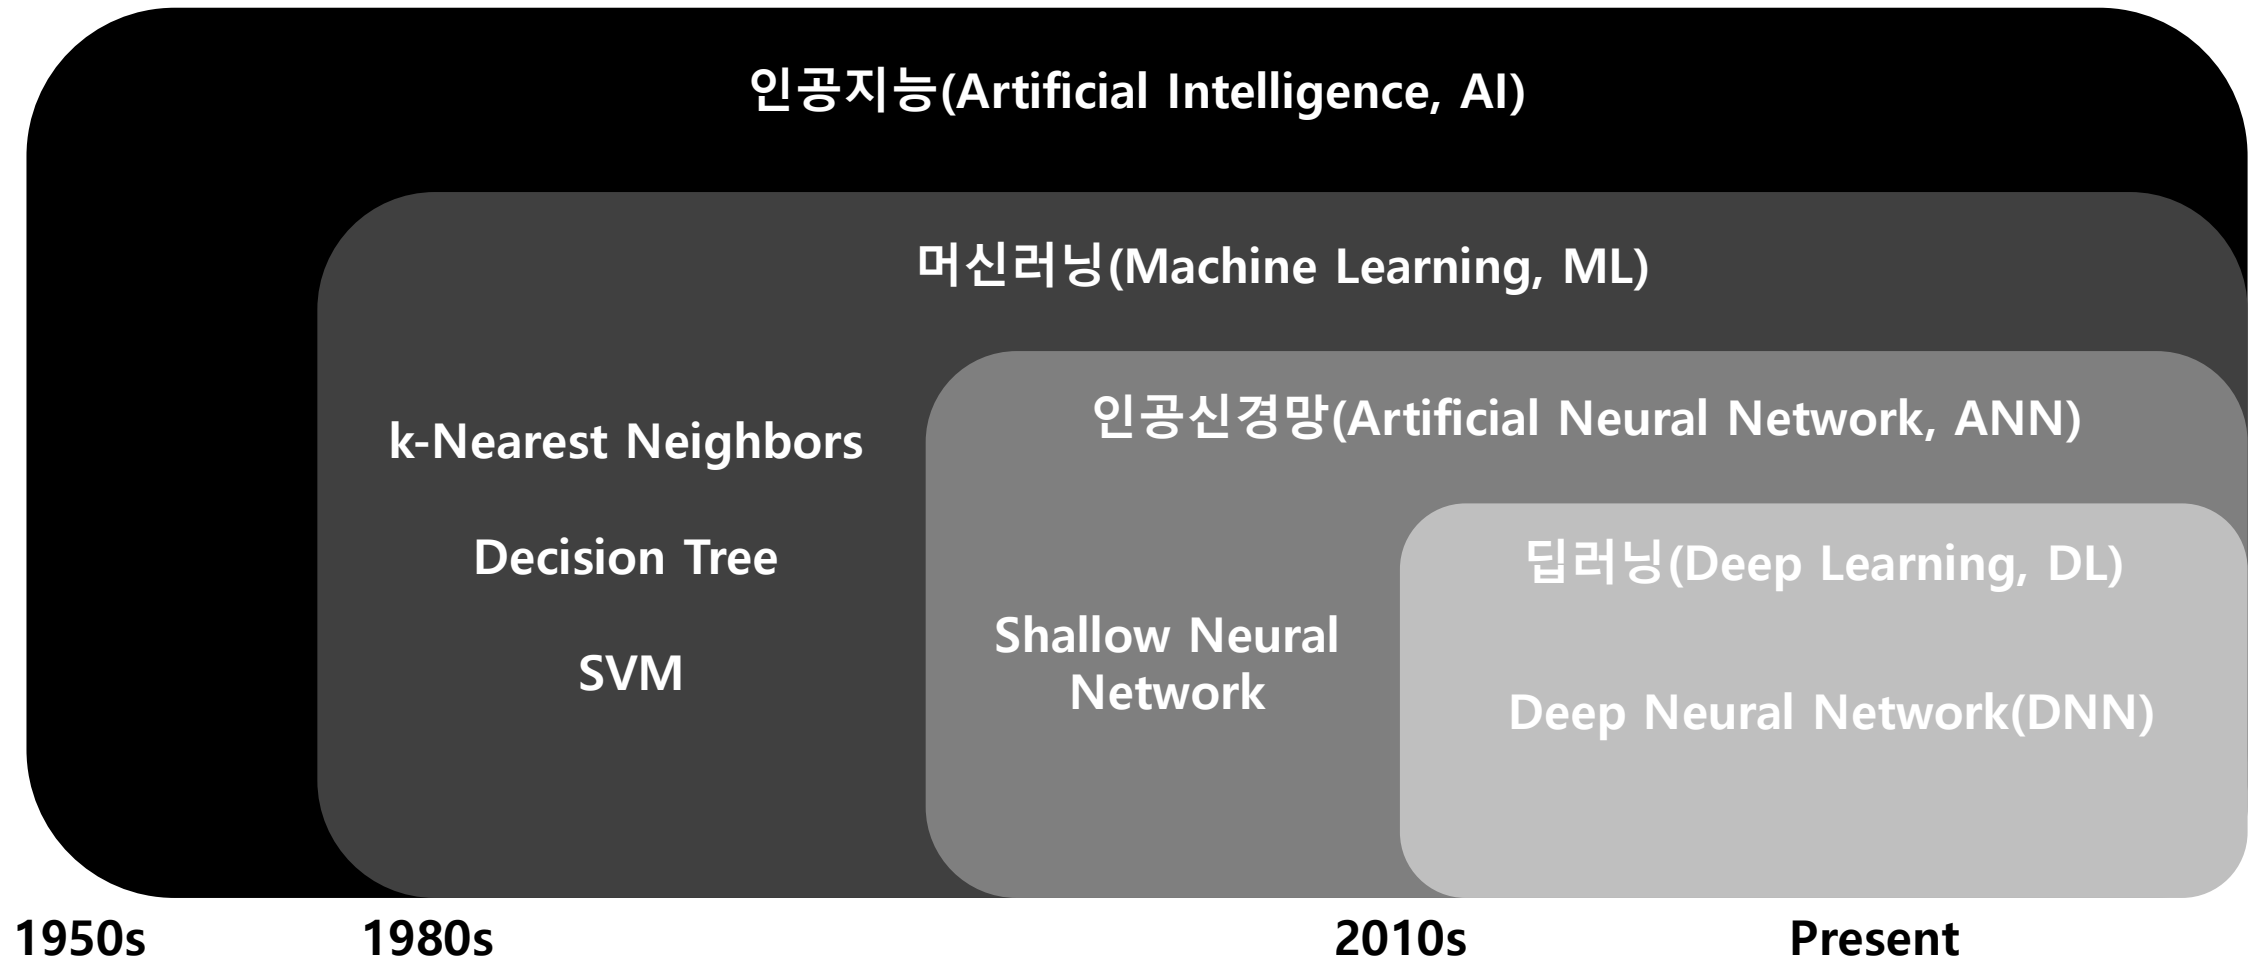 인공지능(Artificial Intelligence, AI)
머신러닝(Machine Learning, ML)
k-Nearest Neighbors
Decision Tree
SVM
인공신경망(Artificial Neural Network, ANN)
Shallow Neural
Network
딥러닝(Deep Learning, DL)
Deep Neural Network(DNN)
1950s
1980s
2010s
Present